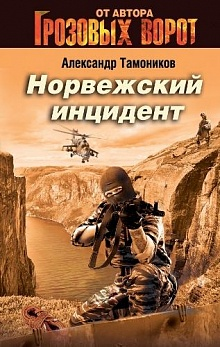 ОТ АВТОРА
ГРОЗОВЫХ ВОРОТ
Александр Тамоников
Норвежский
инцидент